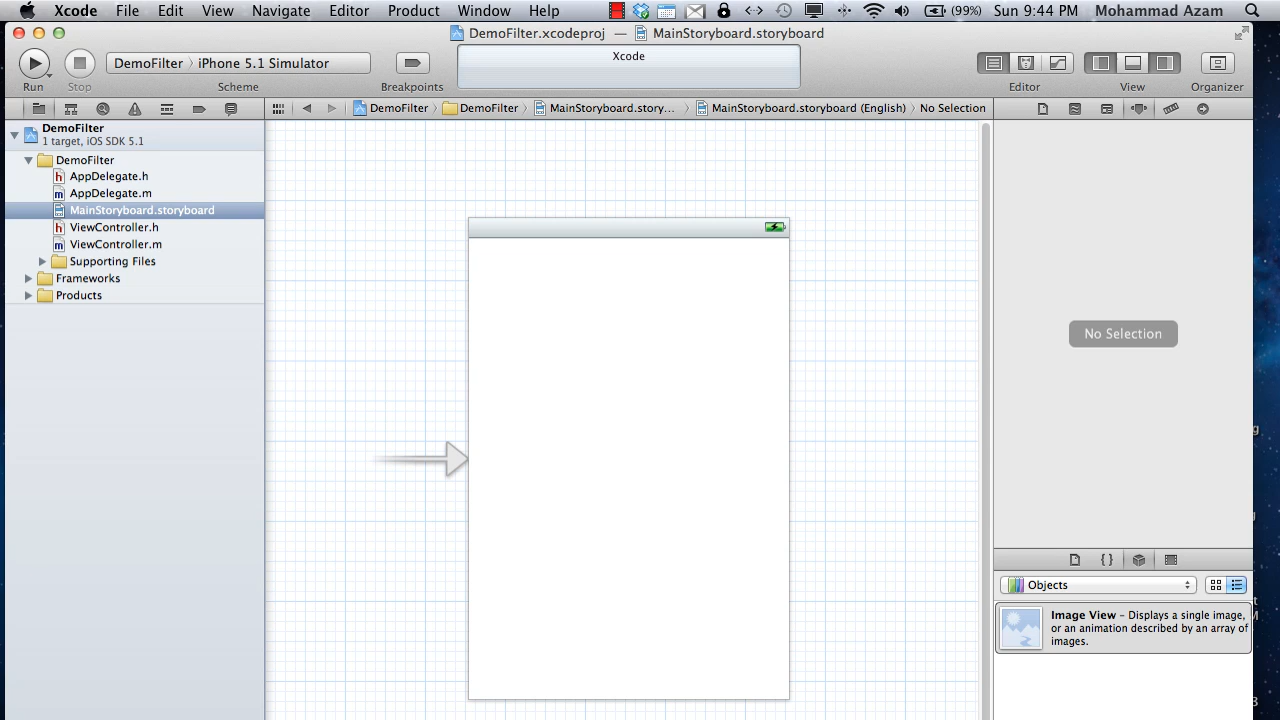 Xcode File Edit View Navigate Editor Product Window Help (99%) Sun 9:44 PM Mohammad Azam
DemoFilter.xcodeproj — MainStoryboard.storyboard
DemoFilter iPhone 5.1 Simulator
Xcode
Run Stop Scheme Breakpoints Editor View Organizer
DemoFilter DemoFilter MainStoryboard.story... MainStoryboard.storyboard (English) No Selection
DemoFilter
1 target, iOS SDK 5.1
DemoFilter
h AppDelegate.h
m AppDelegate.m
MainStoryboard.storyboard
h ViewController.h
m ViewController.m
Supporting Files
Frameworks
Products
No Selection
{}
Objects
Image View – Displays a single image,
or an animation described by an array of
images.